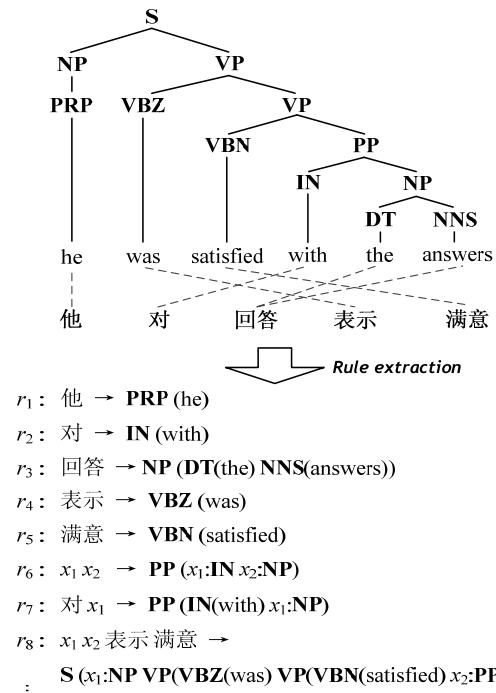 S
NP VP
PRP VBZ VP
VBN PP
IN NP
DT NNS
he was satisfied with the answers
他 对 回答 表示 满意
Rule extraction
r1 : 他 → PRP (he)
r2 : 对 → IN (with)
r3 : 回答 → NP (DT(the) NNS(answers))
r4 : 表示 → VBZ (was)
r5 : 满意 → VBN (satisfied)
r6 : x1 x2 → PP (x1:IN x2:NP)
r7 : 对 x1 → PP (IN(with) x1:NP)
r8 : x1 x2 表示 满意 →
: S (x1:NP VP(VBZ(was) VP(VBN(satisfied) x2:PP